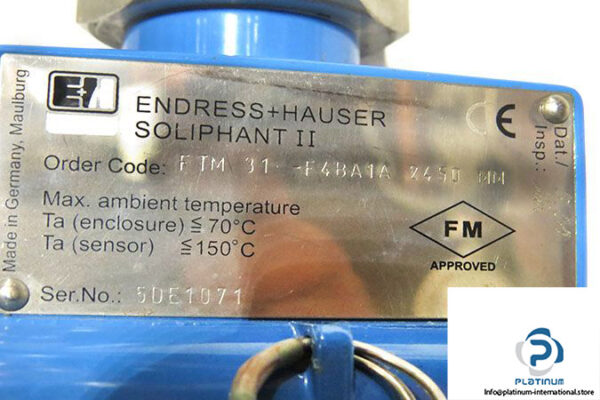 EH
ENDRESS+HAUSER
SOLIPHANT II
Order Code: FTM 31 -F4BA1A X450 MM
Max. ambient temperature
Ta (enclosure) ≦ 70°C
Ta (sensor) ≦150°C
Ser.No.: 5DE1071
Made in Germany, Maulburg
CE
Dat./
Insp.:
FM
APPROVED
PLATINUM
Info@platinum-international.store